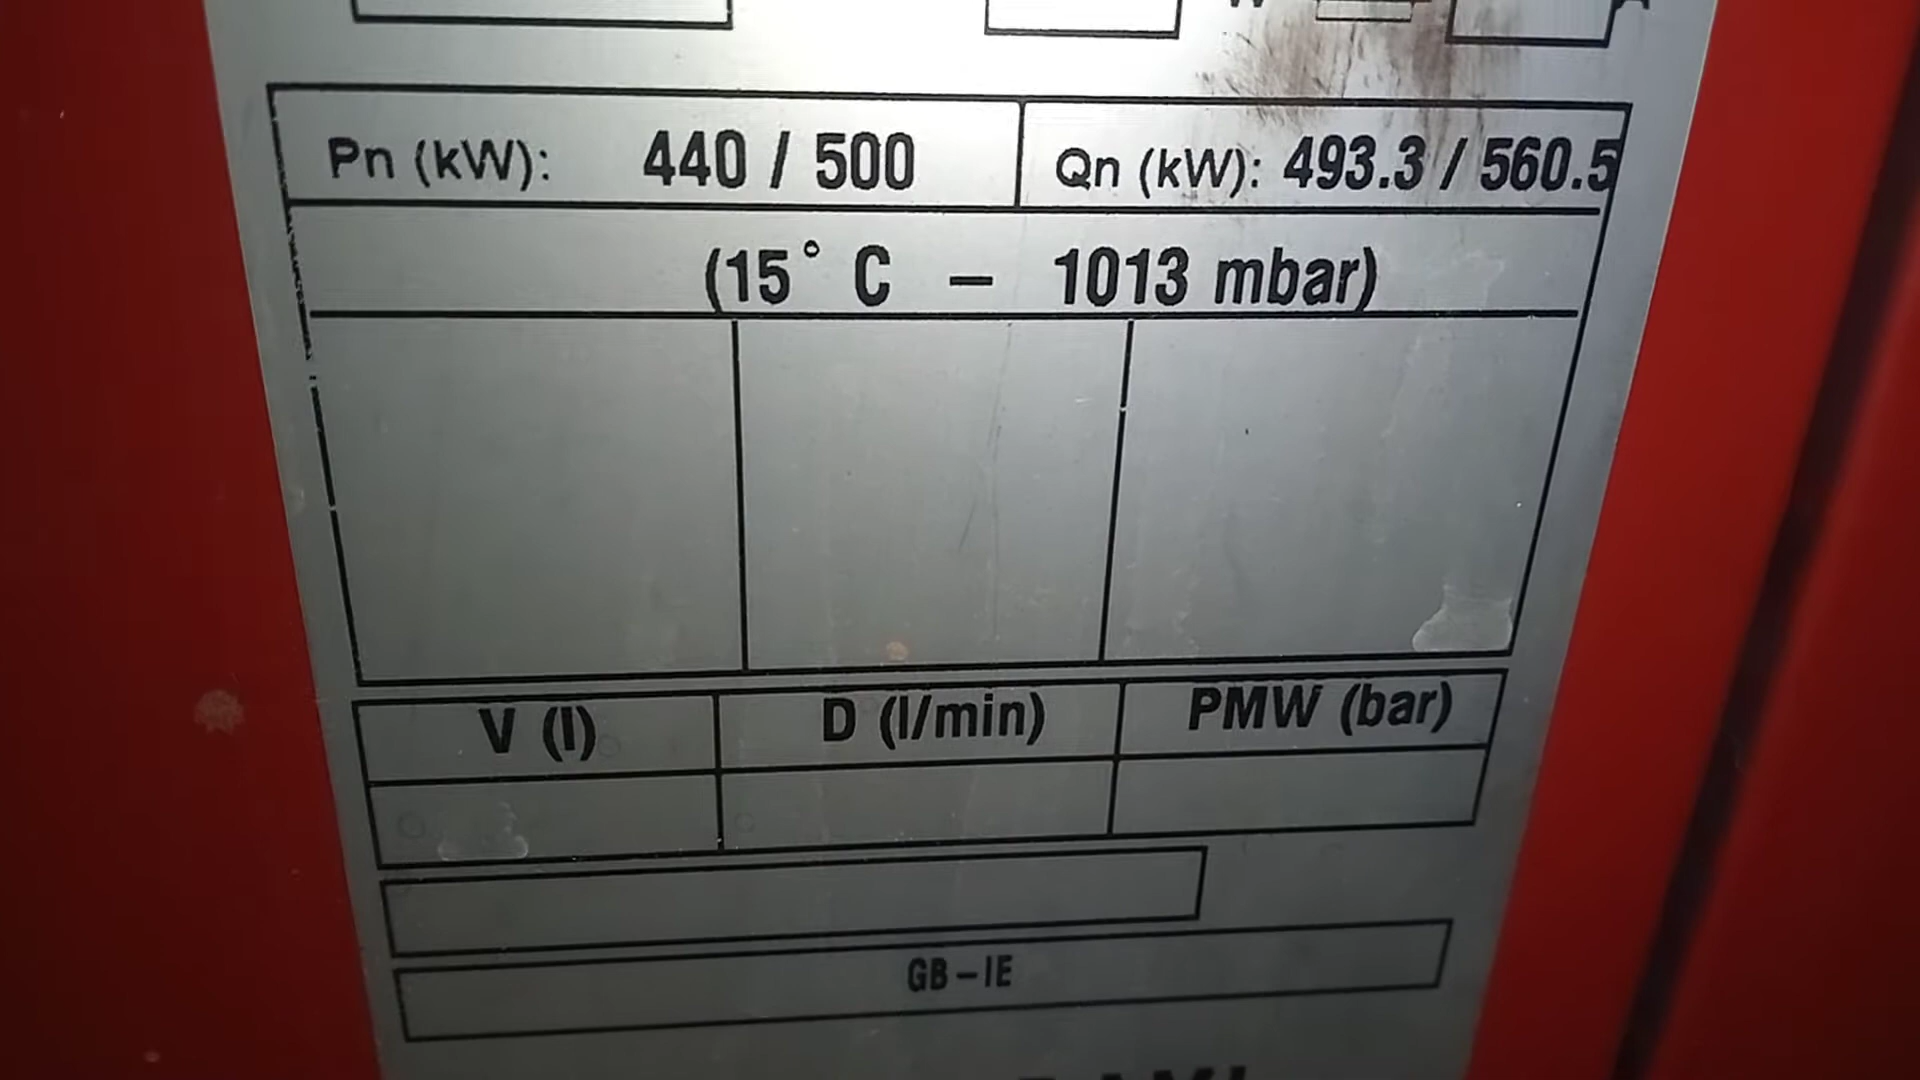 Pn (kW): 440 / 500 Qn (kW): 493.3 / 560.5
(15° C – 1013 mbar)
V (l) D (l/min) PMW (bar)
GB–IE